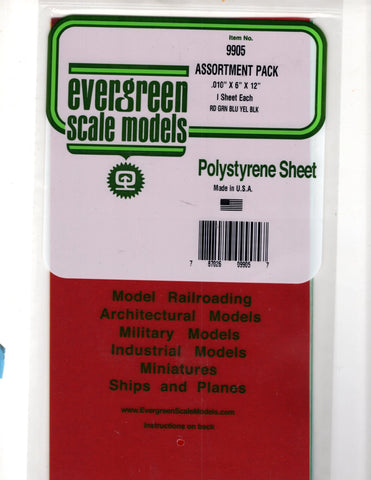 Item No.
9905
ASSORTMENT PACK
.010" X 6" X 12"
1 Sheet Each
RD GRN BLU YEL BLK
evergreen
scale models
Polystyrene Sheet
Made in U.S.A.
7 87026 09905 7
Model Railroading
Architectural Models
Military Models
Industrial Models
Miniatures
Ships and Planes
www.EvergreenScaleModels.com
Instructions on back